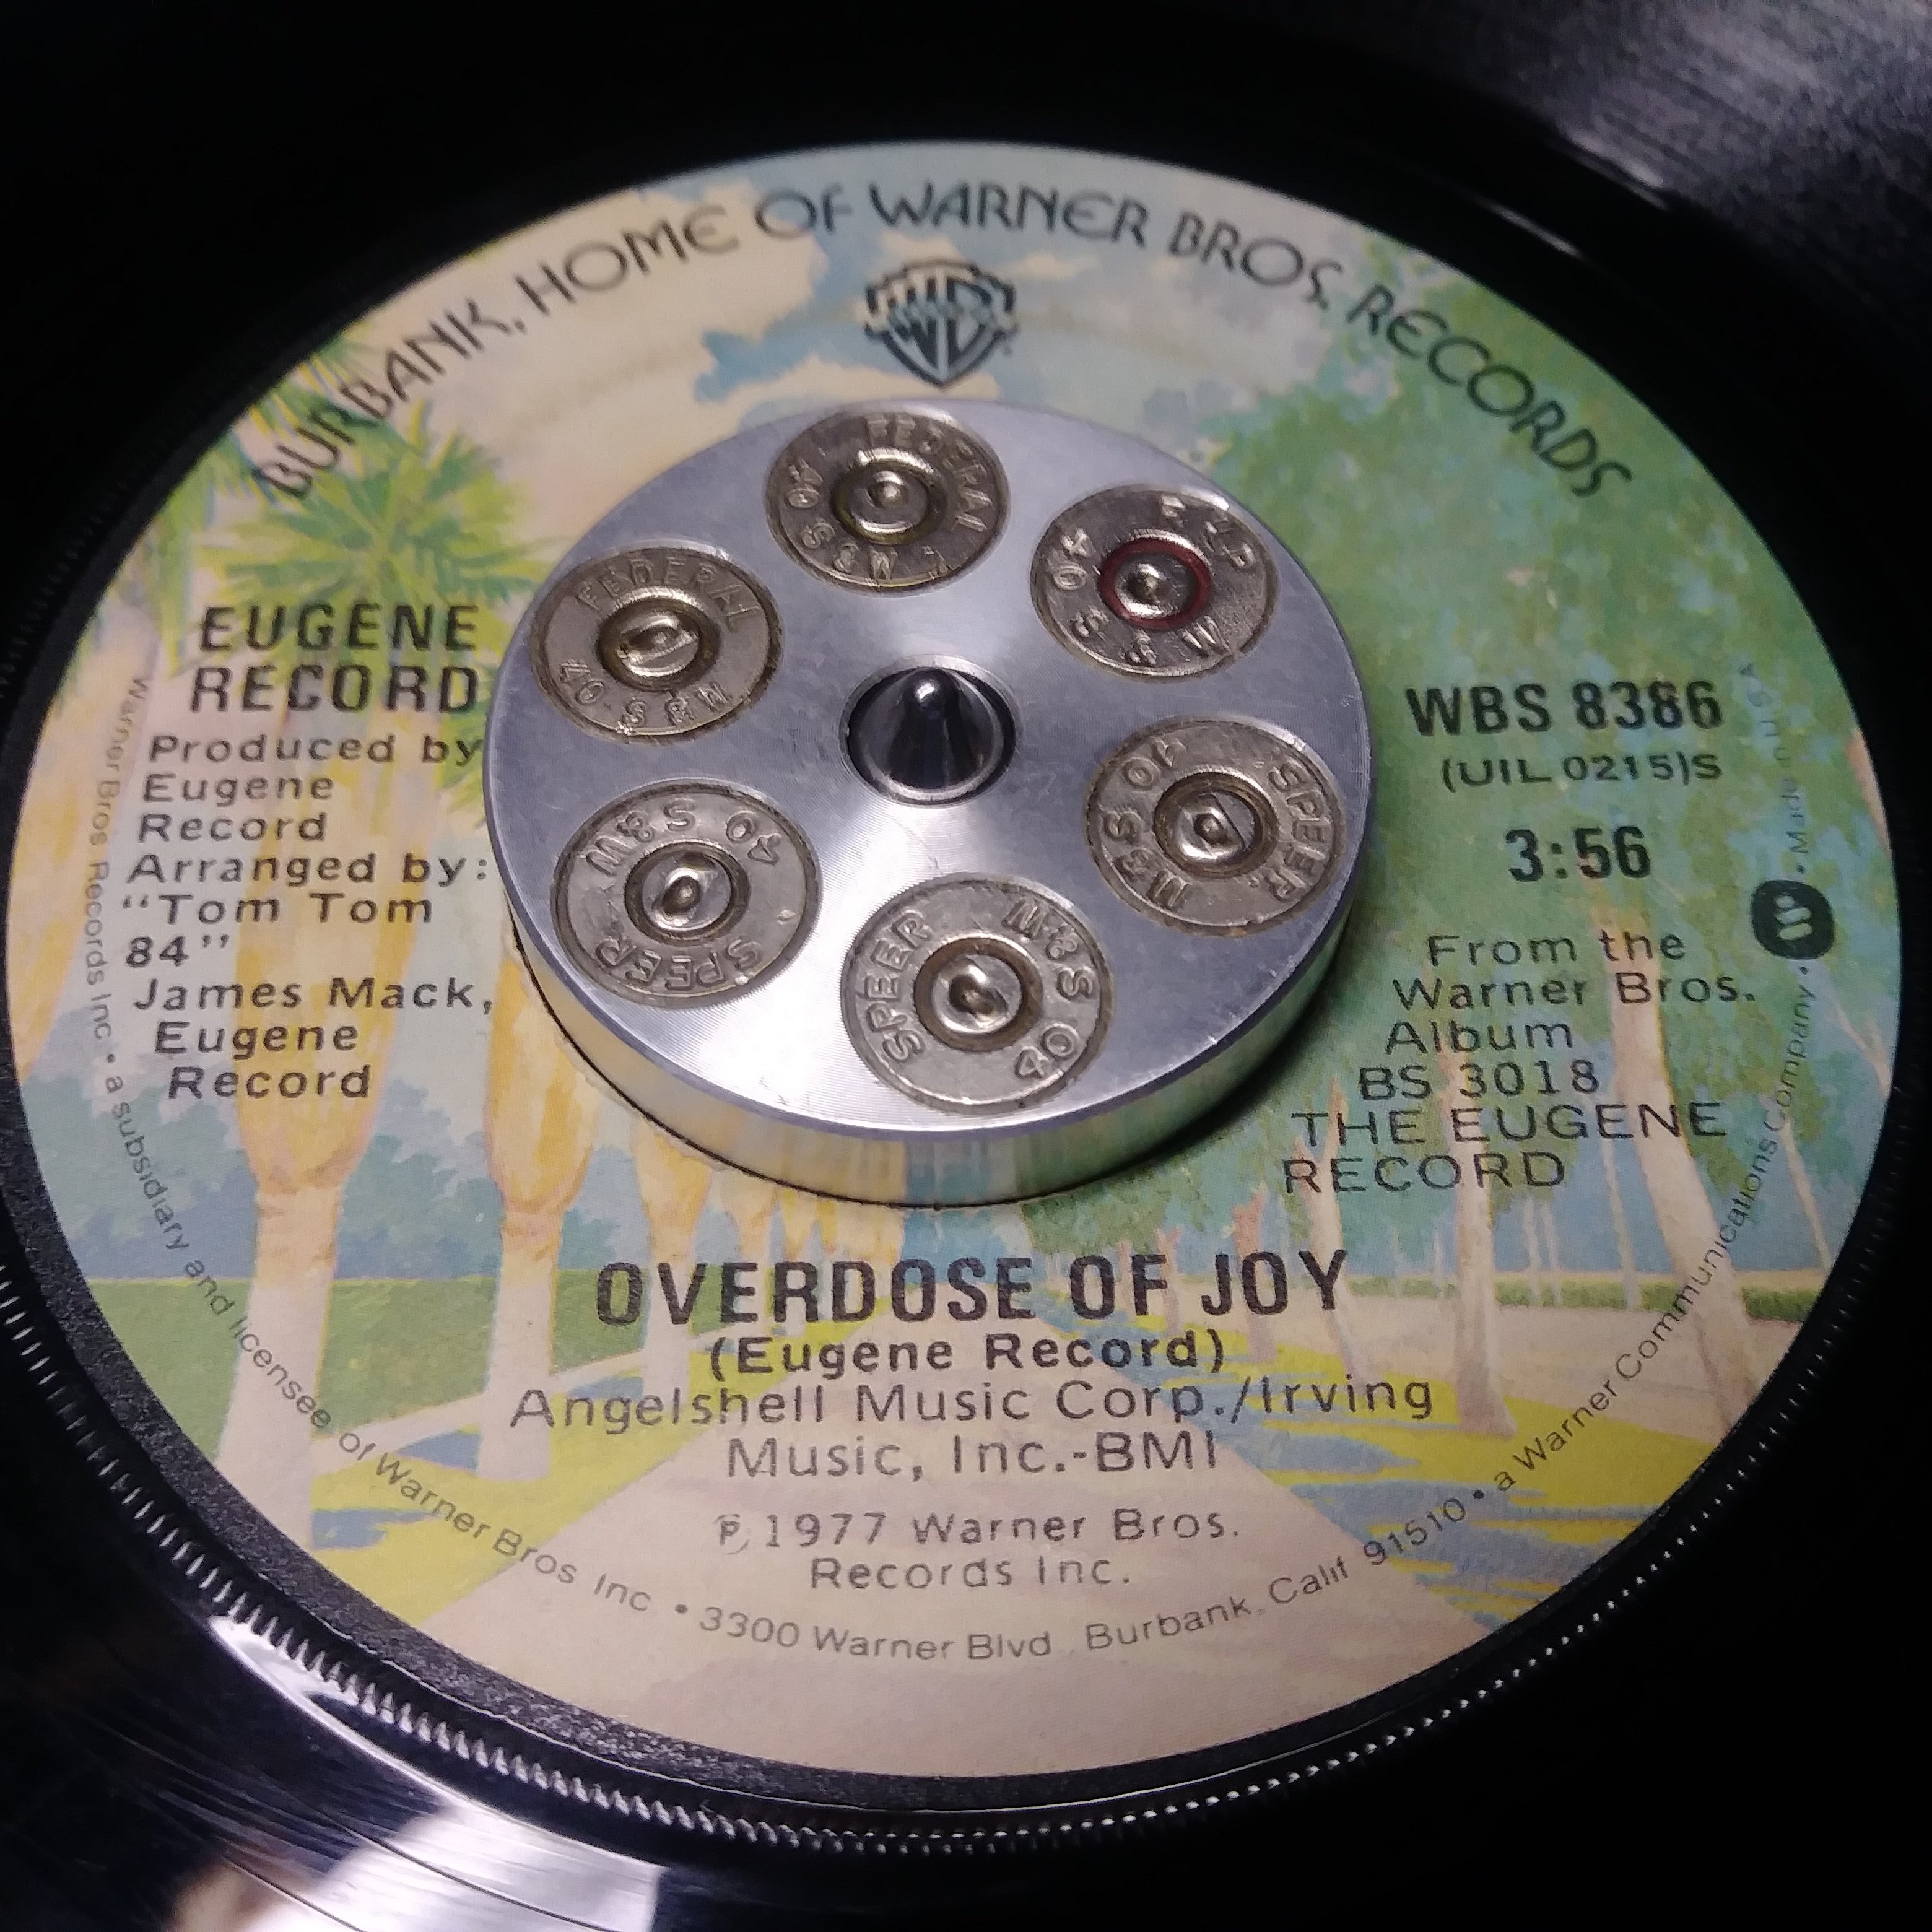 BURBANK, HOME OF WARNER BROS. RECORDS
WB
EUGENE
RECORD
Produced by
Eugene
Record
Arranged by:
“Tom Tom
84”
James Mack,
Eugene
Record
FEDERAL
40 S&W
FEDERAL
40 S&W
40 S&W
SPEER
40 S&W
SPEER
40 S&W
SPEER
40 S&W
WBS 8386
(UIL 0215)S
3:56
From the
Warner Bros.
Album
BS 3018
THE EUGENE
RECORD
OVERDOSE OF JOY
(Eugene Record)
Angelshell Music Corp./Irving
Music, Inc.-BMI
℗ 1977 Warner Bros.
Records Inc.
Warner Bros Records Inc • a subsidiary and licensee of Warner Bros Inc • 3300 Warner Blvd. Burbank, Calif 91510 • a Warner Communications Company • Made in USA